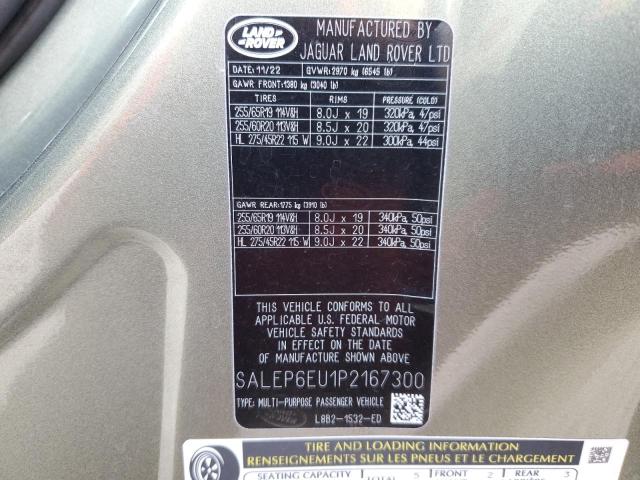 LAND ROVER
MANUFACTURED BY
JAGUAR LAND ROVER LTD
DATE: 11/22 GVWR: 2970 kg (6545 lb)
GAWR FRONT: 1380 kg (3040 lb)
TIRES RIMS PRESSURE (COLD)
255/65R19 114V&H 8.0J x 19 320kPa, 47psi
255/60R20 113V&H 8.5J x 20 320kPa, 47psi
HL 275/45R22 115 W 9.0J x 22 300kPa, 44psi
GAWR REAR: 1775 kg (3910 lb)
255/65R19 114V&H 8.0J x 19 340kPa, 50psi
255/60R20 113V&H 8.5J x 20 340kPa, 50psi
HL 275/45R22 115 W 9.0J x 22 340kPa, 50psi
THIS VEHICLE CONFORMS TO ALL
APPLICABLE U.S. FEDERAL MOTOR
VEHICLE SAFETY STANDARDS
IN EFFECT ON THE DATE OF
MANUFACTURE SHOWN ABOVE
SALEP6EU1P2167300
TYPE: MULTI-PURPOSE PASSENGER VEHICLE
L8B2-1532-ED
TIRE AND LOADING INFORMATION
RENSEIGNEMENTS SUR LES PNEUS ET LE CHARGEMENT
SEATING CAPACITY TOTAL 5 FRONT 2 REAR 3